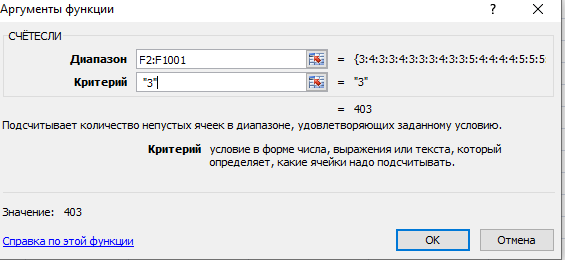 Аргументы функции
СЧЁТЕСЛИ
Диапазон F2:F1001 = {3:4:3:3:4:3:3:3:4:3:3:5:4:4:4:4:5:5:5
Критерий "3" = "3"
= 403
Подсчитывает количество непустых ячеек в диапазоне, удовлетворяющих заданному условию.
Критерий условие в форме числа, выражения или текста, который
определяет, какие ячейки надо подсчитывать.
Значение: 403
Справка по этой функции
ОК
Отмена